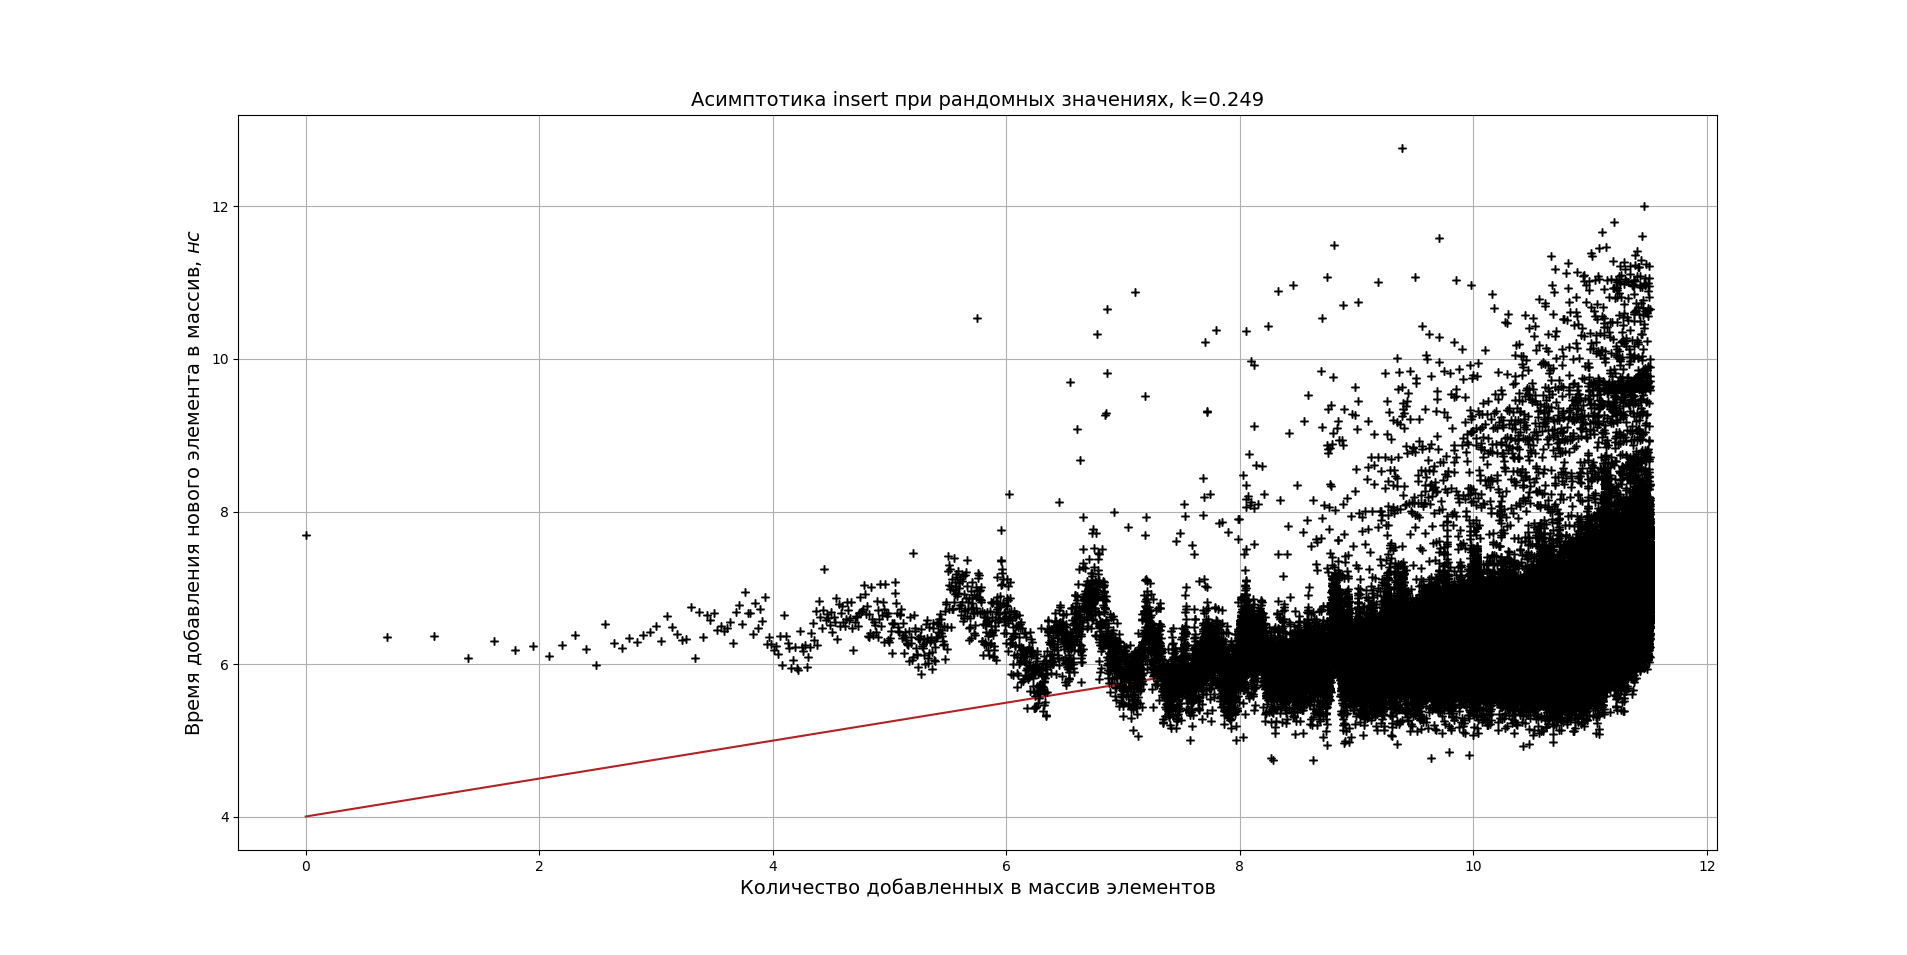 Асимптотика insert при рандомных значениях, k=0.249
Время добавления нового элемента в массив, нс
12
10
8
6
4
0 2 4 6 8 10 12
Количество добавленных в массив элементов